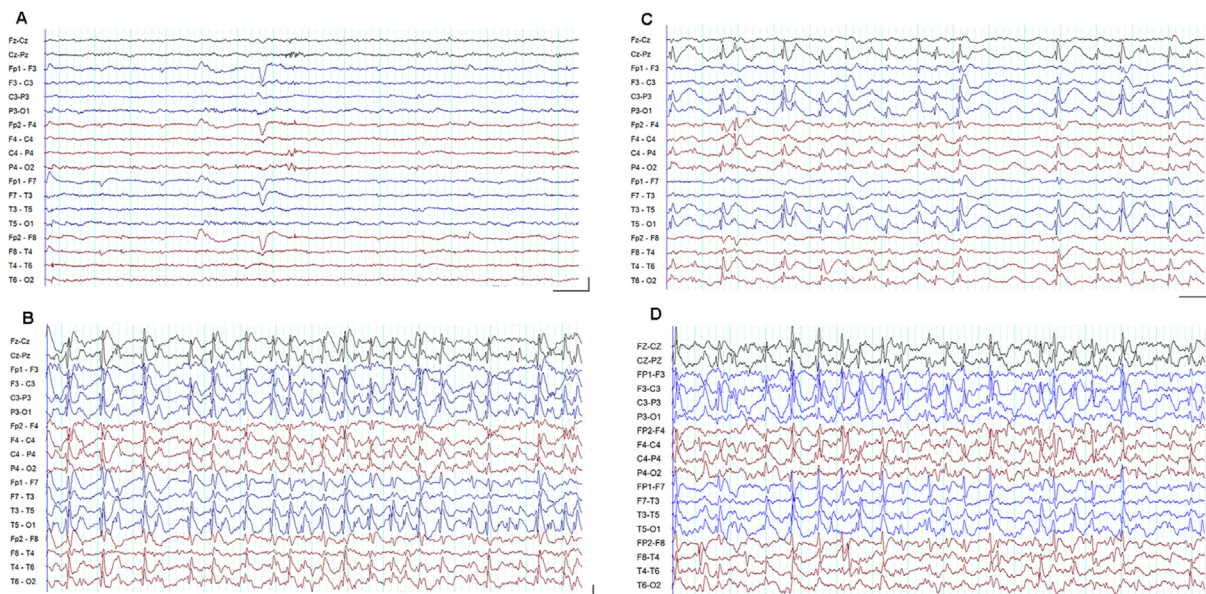 A
Fz-Cz
Cz-Pz
Fp1 - F3
F3 - C3
C3-P3
P3-O1
Fp2 - F4
F4 - C4
C4 - P4
P4 - O2
Fp1 - F7
F7 - T3
T3 - T5
T5 - O1
Fp2 - F8
F8 - T4
T4 - T6
T6 - O2
B
Fz-Cz
Cz-Pz
Fp1 - F3
F3 - C3
C3-P3
P3-O1
Fp2 - F4
F4 - C4
C4 - P4
P4 - O2
Fp1 - F7
F7 - T3
T3 - T5
T5 - O1
Fp2 - F8
F8 - T4
T4 - T6
T6 - O2
C
Fz-Cz
Cz-Pz
Fp1 - F3
F3 - C3
C3-P3
P3-O1
Fp2 - F4
F4 - C4
C4 - P4
P4 - O2
Fp1 - F7
F7 - T3
T3 - T5
T5 - O1
Fp2 - F8
F8 - T4
T4 - T6
T6 - O2
D
FZ-CZ
CZ-PZ
FP1-F3
F3-C3
C3-P3
P3-O1
FP2-F4
F4-C4
C4-P4
P4-O2
FP1-F7
F7-T3
T3-T5
T5-O1
FP2-F8
F8-T4
T4-T6
T6-O2